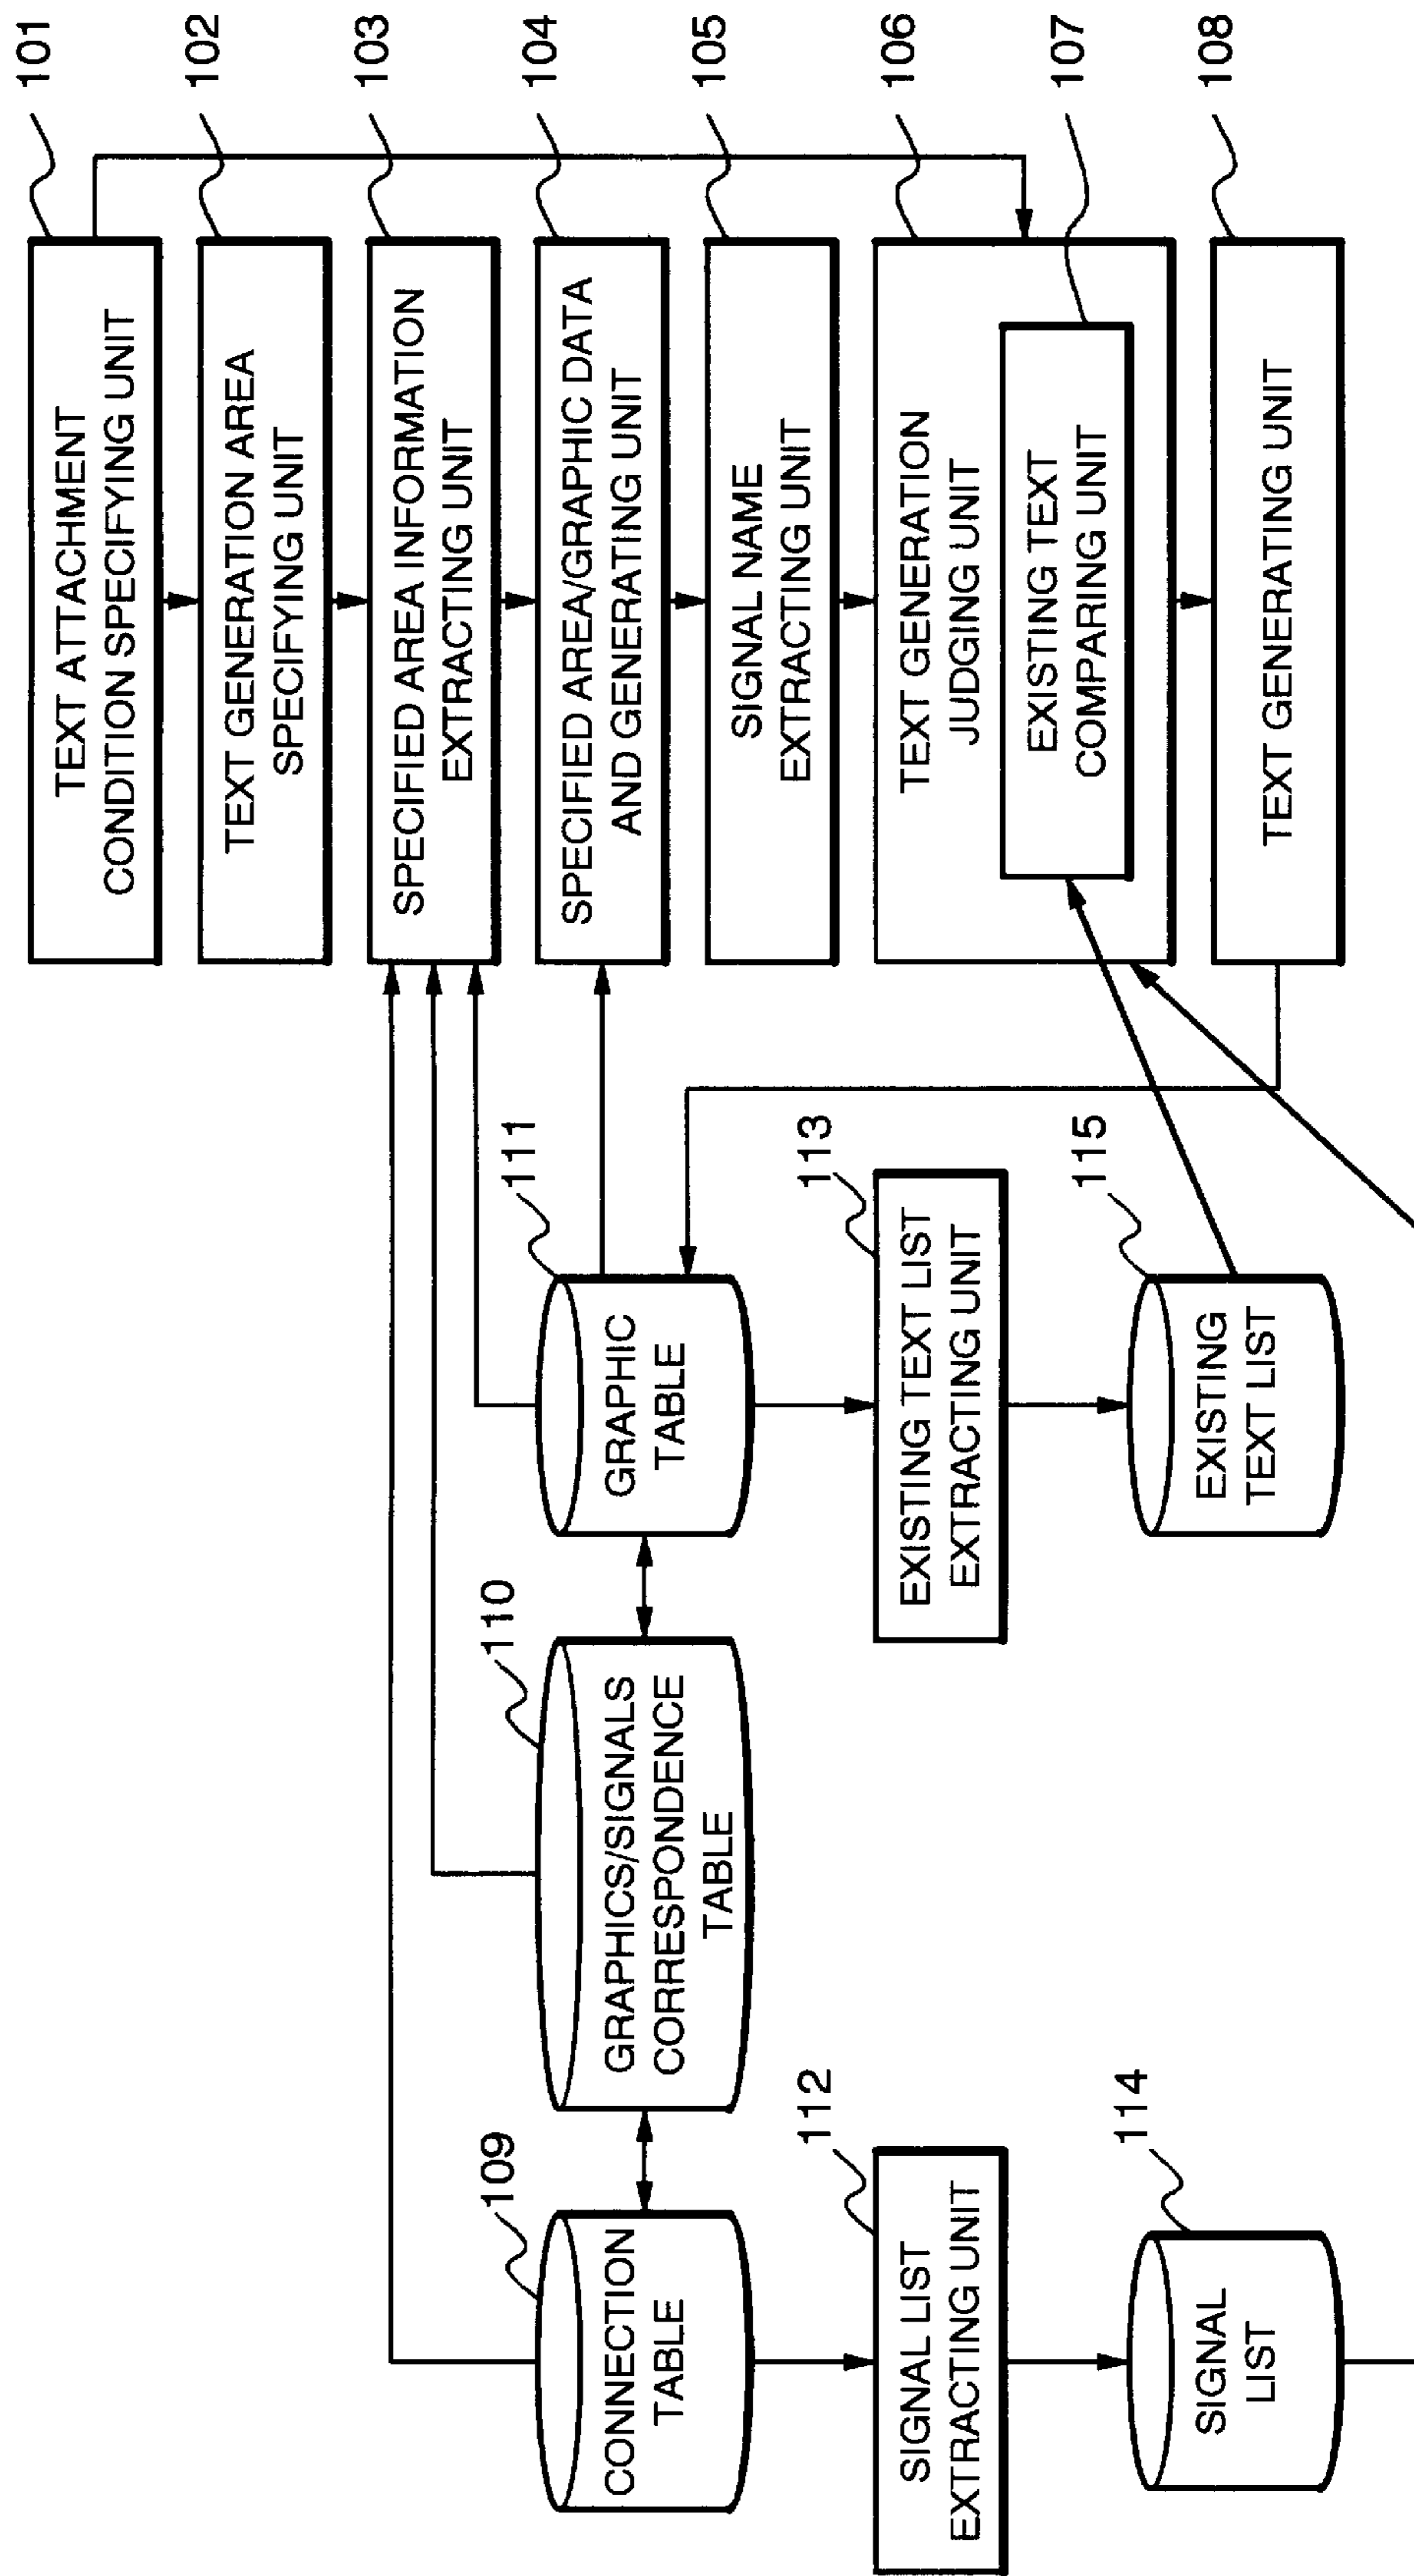 TEXT ATTACHMENT
CONDITION SPECIFYING UNIT
101
TEXT GENERATION AREA
SPECIFYING UNIT
102
SPECIFIED AREA INFORMATION
EXTRACTING UNIT
103
SPECIFIED AREA/GRAPHIC DATA
AND GENERATING UNIT
104
SIGNAL NAME
EXTRACTING UNIT
105
TEXT GENERATION
JUDGING UNIT
106
EXISTING TEXT
COMPARING UNIT
107
TEXT GENERATING UNIT
108
CONNECTION
TABLE
109
GRAPHICS/SIGNALS
CORRESPONDENCE
TABLE
110
GRAPHIC
TABLE
111
SIGNAL LIST
EXTRACTING UNIT
112
EXISTING TEXT LIST
EXTRACTING UNIT
113
SIGNAL
LIST
114
EXISTING
TEXT LIST
115